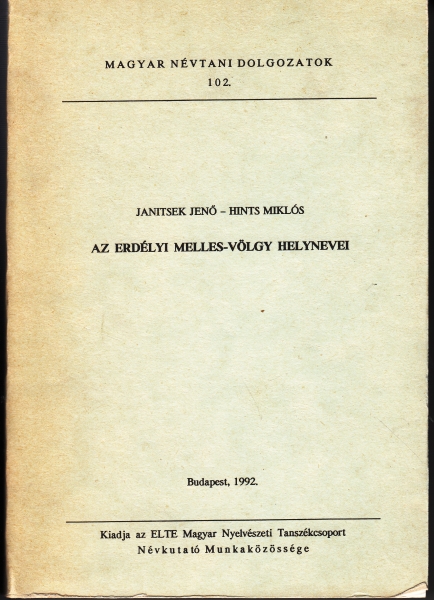 MAGYAR NÉVTANI DOLGOZATOK
102.
JANITSEK JENŐ – HINTS MIKLÓS
AZ ERDÉLYI MELLES-VÖLGY HELYNEVEI
Budapest, 1992.
Kiadja az ELTE Magyar Nyelvészeti Tanszékcsoport
Névkutató Munkaközössége